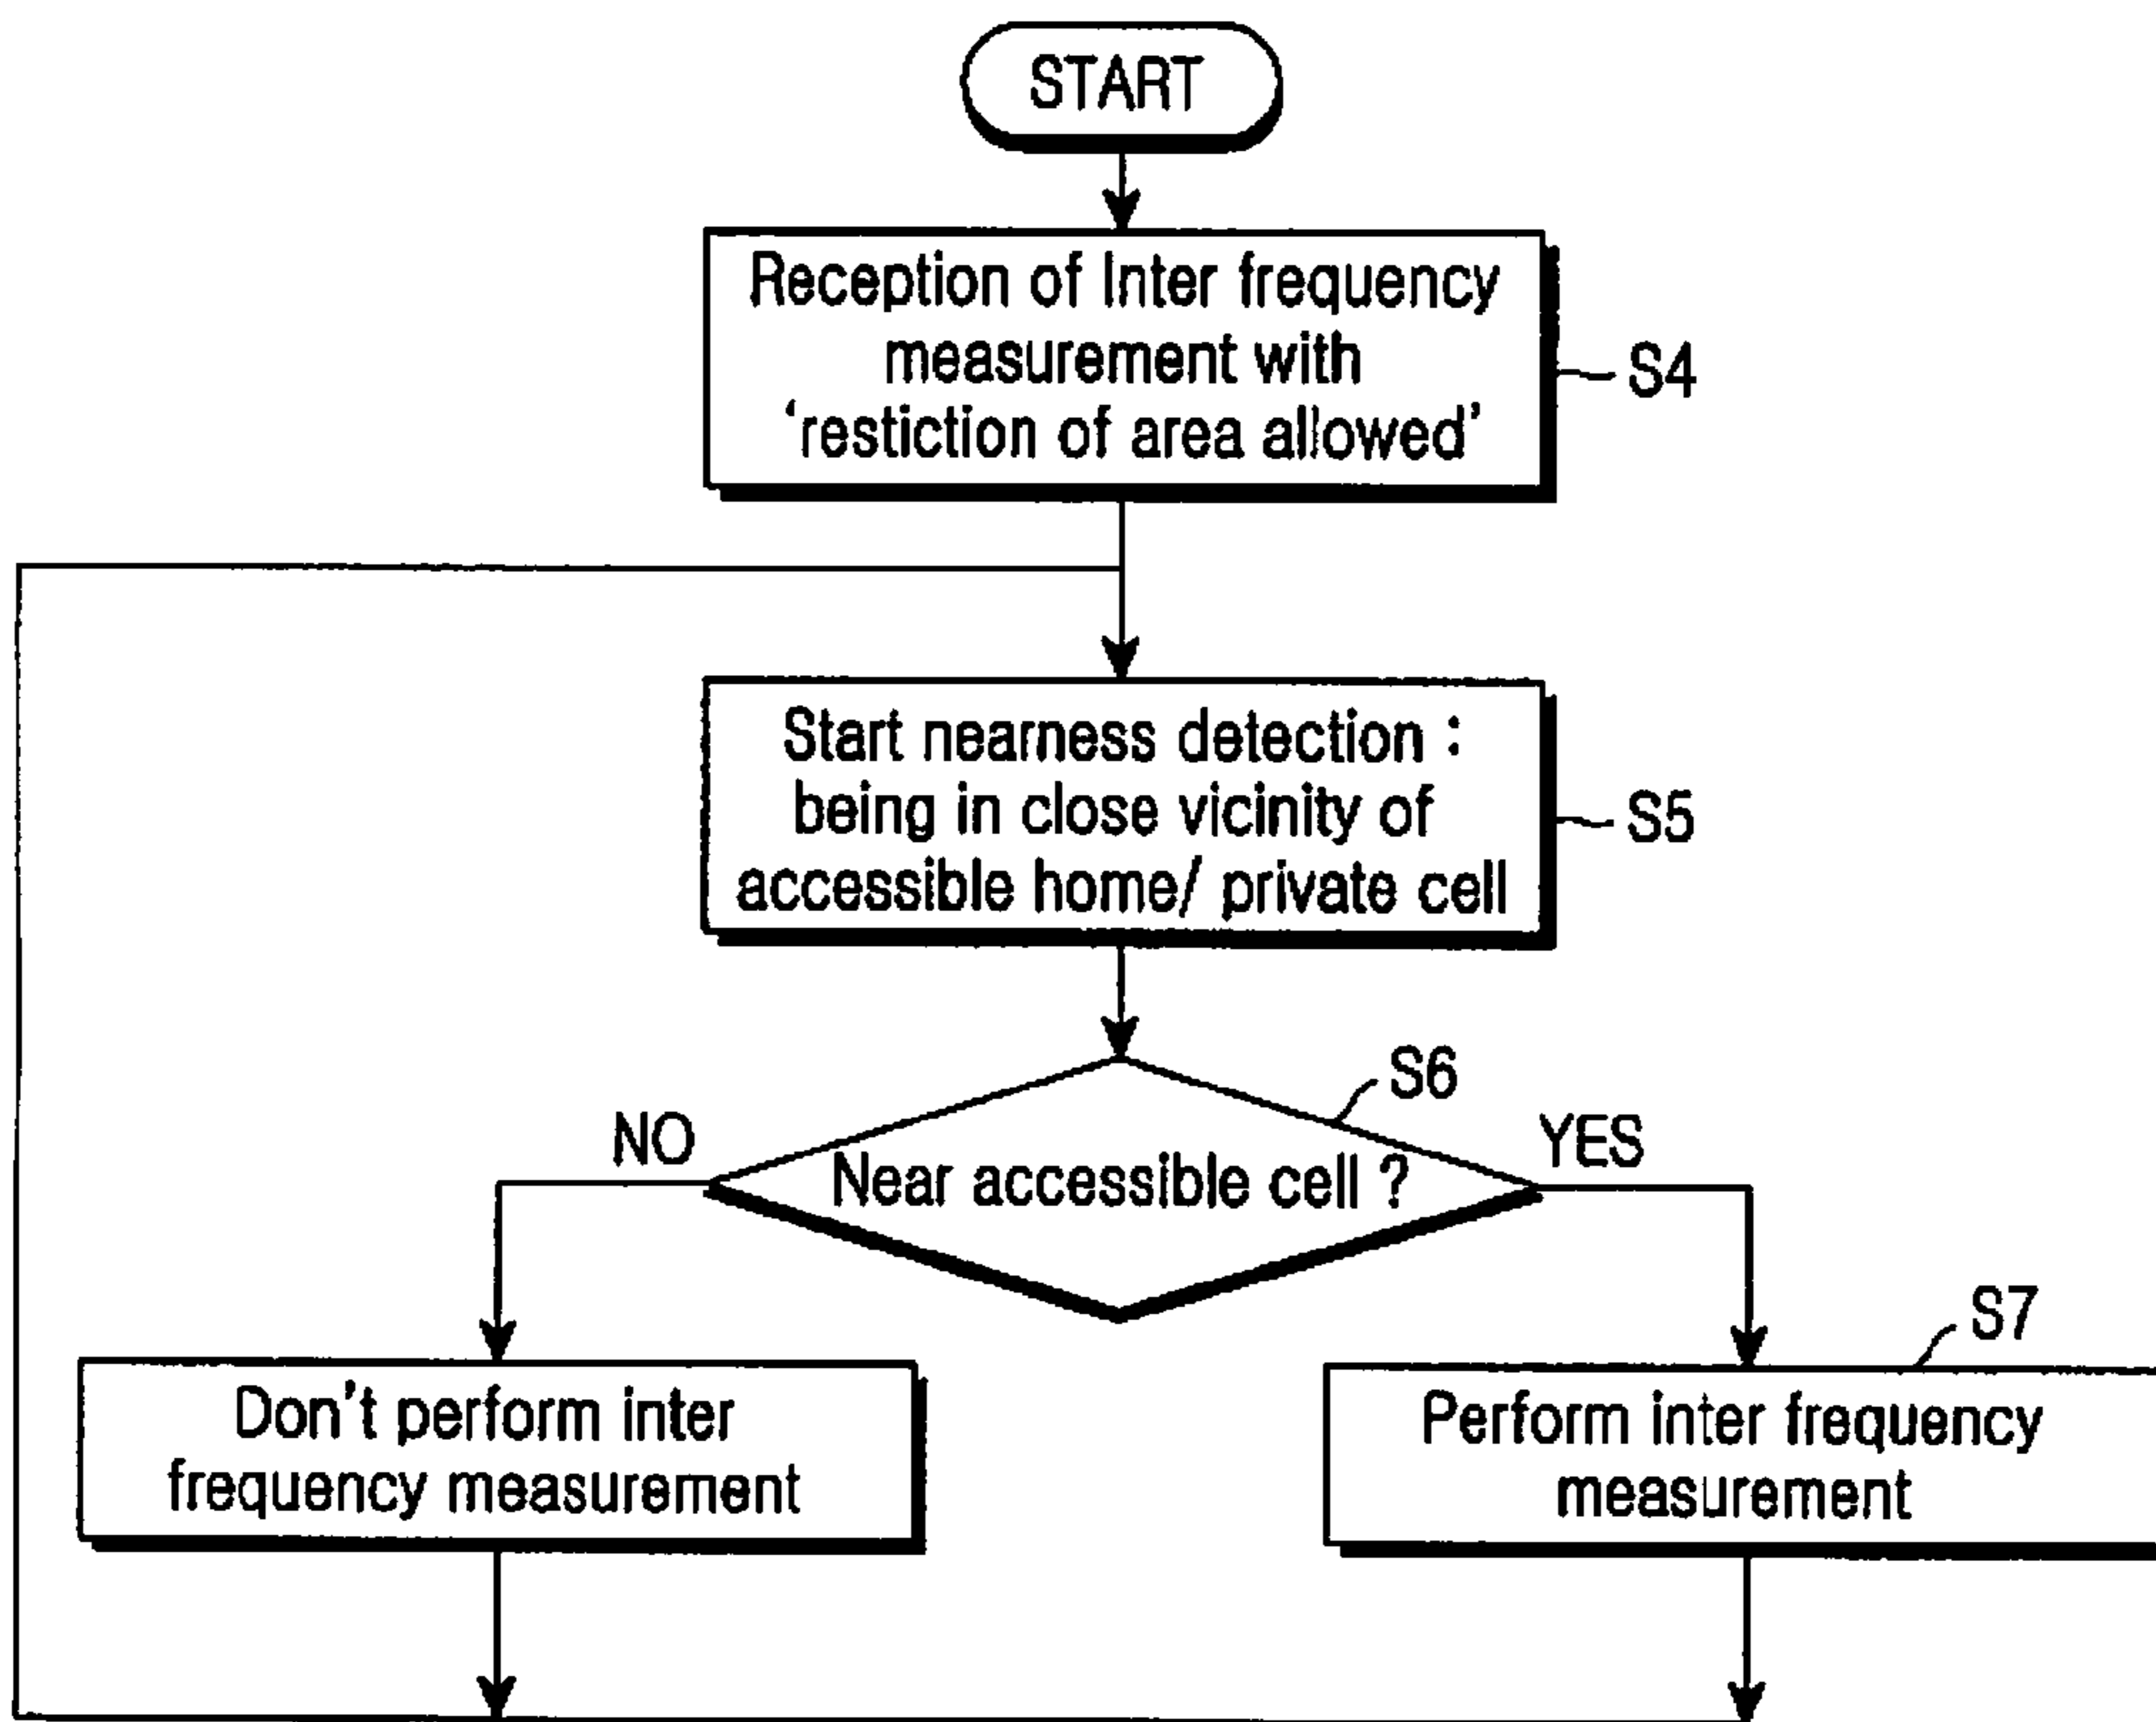 START
Reception of Inter frequency
measurement with
‘restiction of area allowed’
S4
Start nearness detection :
being in close vicinity of
accessible home/ private cell
S5
S6
NO
YES
Near accessible cell ?
S7
Don't perform inter
frequency measurement
Perform inter frequency
measurement